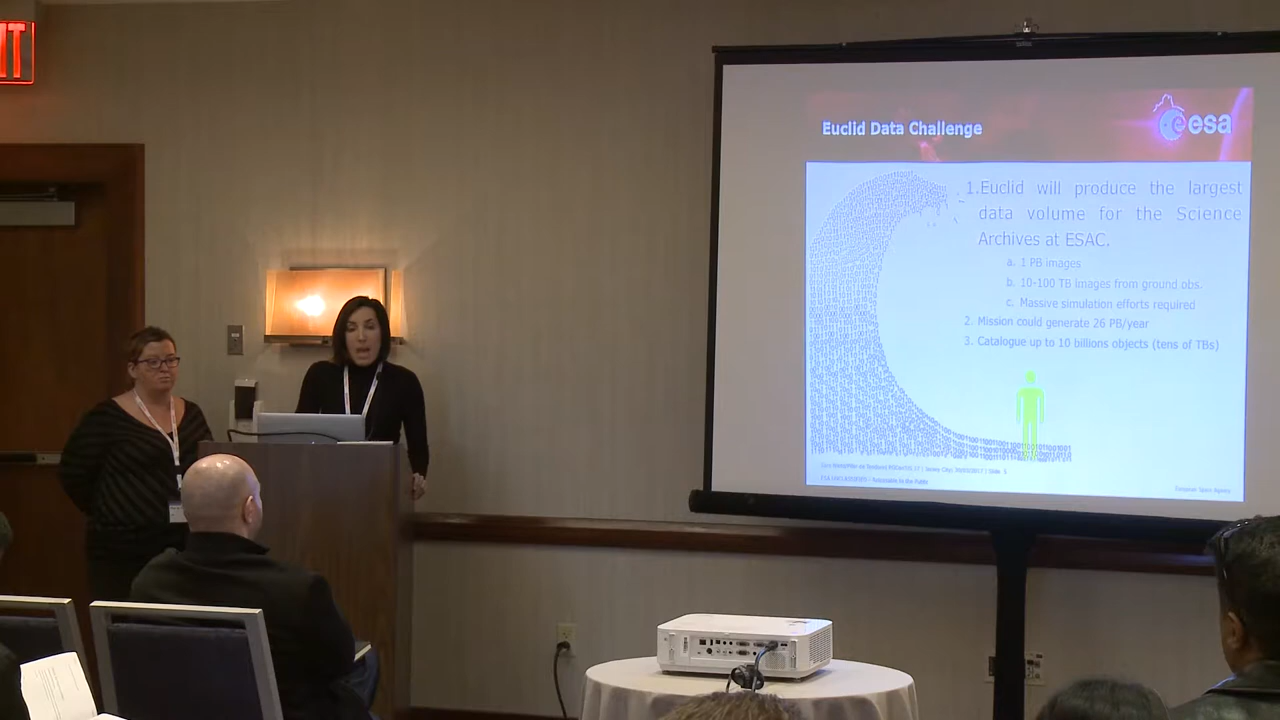 IT
Euclid Data Challenge
esa
1.Euclid will produce the largest
data volume for the Science
Archives at ESAC.
a. 1 PB images
b. 10-100 TB images from ground obs.
c. Massive simulation efforts required
2. Mission could generate 26 PB/year
3. Catalogue up to 10 billions objects (tens of TBs)
European Space Agency